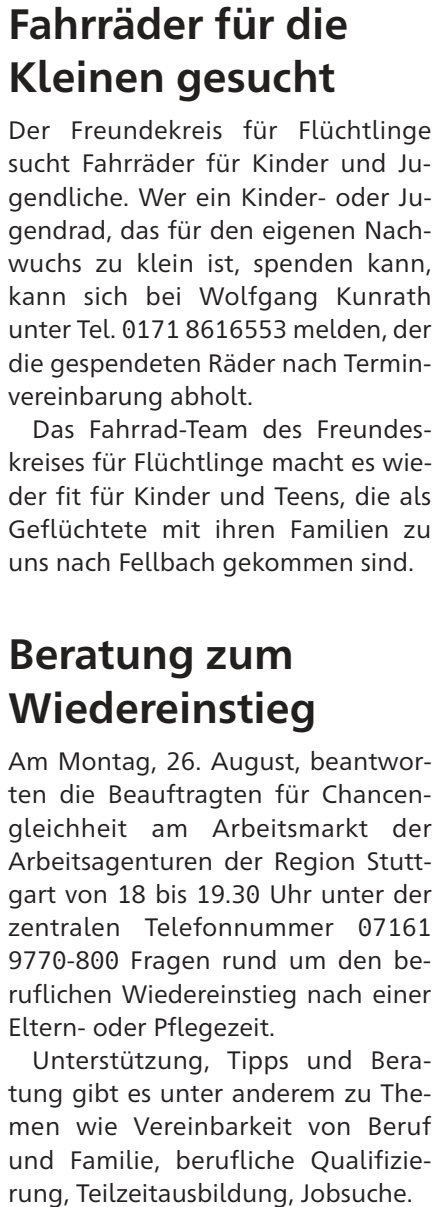 Fahrräder für die
Kleinen gesucht
Der Freundekreis für Flüchtlinge
sucht Fahrräder für Kinder und Ju-
gendliche. Wer ein Kinder- oder Ju-
gendrad, das für den eigenen Nach-
wuchs zu klein ist, spenden kann,
kann sich bei Wolfgang Kunrath
unter Tel. 0171 8616553 melden, der
die gespendeten Räder nach Termin-
vereinbarung abholt.
Das Fahrrad-Team des Freundes-
kreises für Flüchtlinge macht es wie-
der fit für Kinder und Teens, die als
Geflüchtete mit ihren Familien zu
uns nach Fellbach gekommen sind.
Beratung zum
Wiedereinstieg
Am Montag, 26. August, beantwor-
ten die Beauftragten für Chancen-
gleichheit am Arbeitsmarkt der
Arbeitsagenturen der Region Stutt-
gart von 18 bis 19.30 Uhr unter der
zentralen Telefonnummer 07161
9770-800 Fragen rund um den be-
ruflichen Wiedereinstieg nach einer
Eltern- oder Pflegezeit.
Unterstützung, Tipps und Bera-
tung gibt es unter anderem zu The-
men wie Vereinbarkeit von Beruf
und Familie, berufliche Qualifizie-
rung, Teilzeitausbildung, Jobsuche.